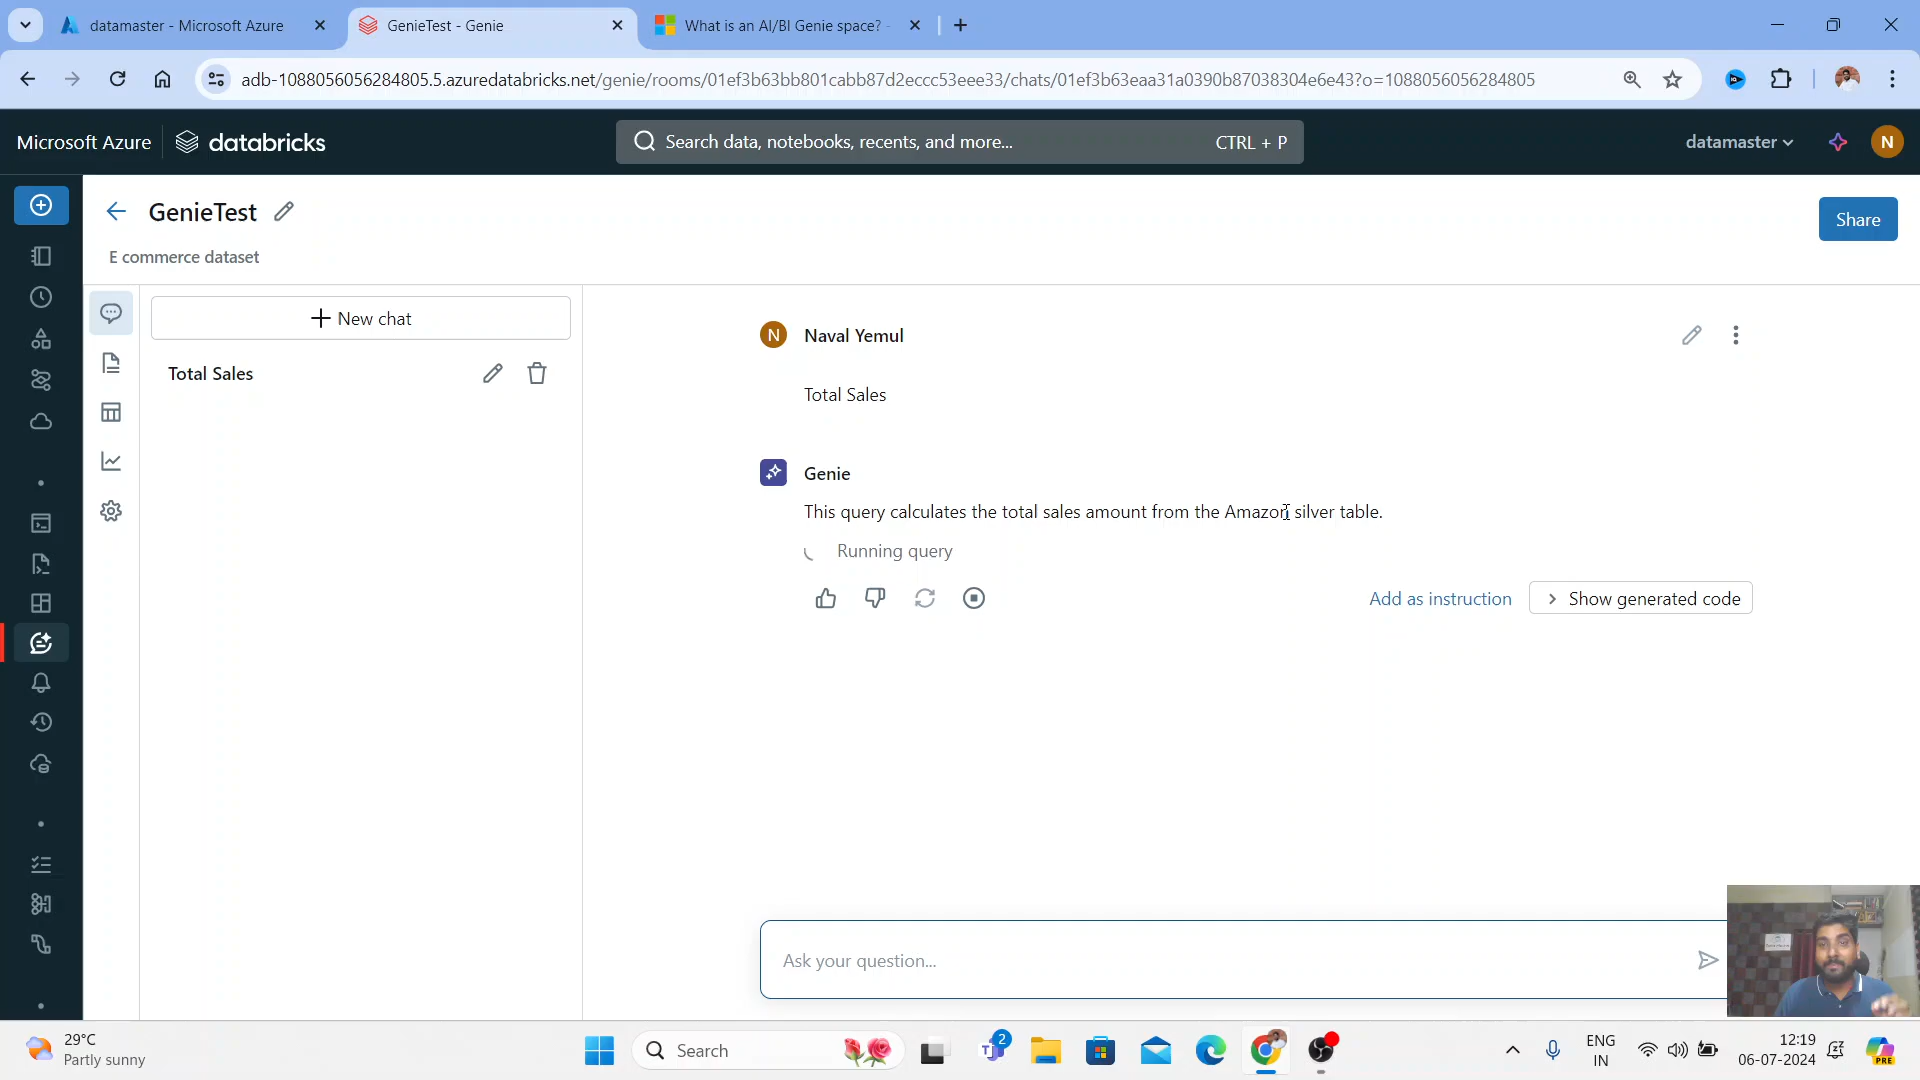 datamaster - Microsoft Azure
GenieTest - Genie
What is an AI/BI Genie space? -
adb-1088056056284805.5.azuredatabricks.net/genie/rooms/01ef3b63bb801cabb87d2eccc53eee33/chats/01ef3b63eaa31a0390b87038304e6e43?o=1088056056284805
Microsoft Azure
databricks
Search data, notebooks, recents, and more...
CTRL + P
datamaster
N
GenieTest
Share
E commerce dataset
New chat
Total Sales
N
Naval Yemul
Total Sales
Genie
This query calculates the total sales amount from the Amazon silver table.
Running query
Add as instruction
Show generated code
Ask your question...
29°C
Partly sunny
Search
2
ENG
IN
12:19
06-07-2024
PRE